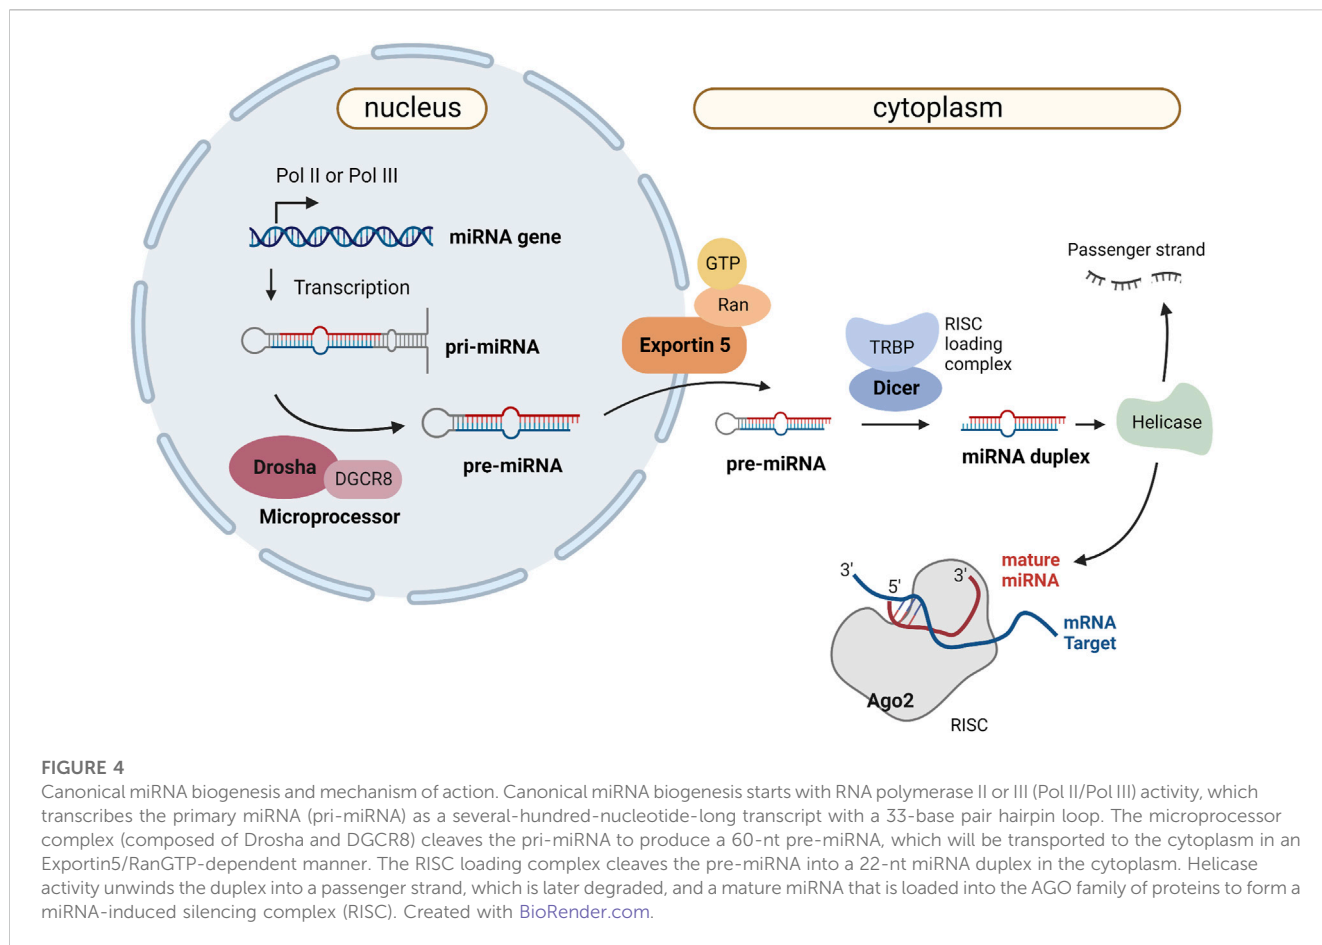 nucleus
cytoplasm
Pol II or Pol III
miRNA gene
Transcription
pri-miRNA
Drosha
DGCR8
Microprocessor
pre-miRNA
GTP
Ran
Exportin 5
pre-miRNA
TRBP
Dicer
RISC
loading
complex
miRNA duplex
Passenger strand
Helicase
mature
miRNA
3'
5'
3'
mRNA
Target
Ago2
RISC
FIGURE 4
Canonical miRNA biogenesis and mechanism of action. Canonical miRNA biogenesis starts with RNA polymerase II or III (Pol II/Pol III) activity, which
transcribes the primary miRNA (pri-miRNA) as a several-hundred-nucleotide-long transcript with a 33-base pair hairpin loop. The microprocessor
complex (composed of Drosha and DGCR8) cleaves the pri-miRNA to produce a 60-nt pre-miRNA, which will be transported to the cytoplasm in an
Exportin5/RanGTP-dependent manner. The RISC loading complex cleaves the pre-miRNA into a 22-nt miRNA duplex in the cytoplasm. Helicase
activity unwinds the duplex into a passenger strand, which is later degraded, and a mature miRNA that is loaded into the AGO family of proteins to form a
miRNA-induced silencing complex (RISC). Created with BioRender.com.